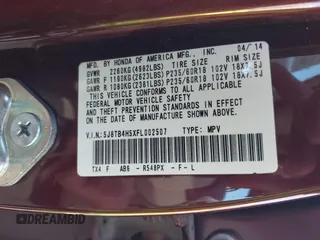 MFD. BY HONDA OF AMERICA MFG., INC. 04/14
GVWR 2260KG(4982LBS) TIRE SIZE RIM SIZE
GAWR F 1190KG(2623LBS) P235/60R18 102V 18X7.5J
GAWR R 1080KG(2381LBS) P235/60R18 102V 18X7.5J
THIS VEHICLE CONFORMS TO ALL APPLICABLE
FEDERAL MOTOR VEHICLE SAFETY AND THEFT
PREVENTION STANDARDS IN EFFECT ON THE DATE OF
MANUFACTURE SHOWN ABOVE.
V.I.N:5J8TB4H5XFL002507 TYPE: MPV
TX4 F AB6 - R548PX - F - L
DREAMBID